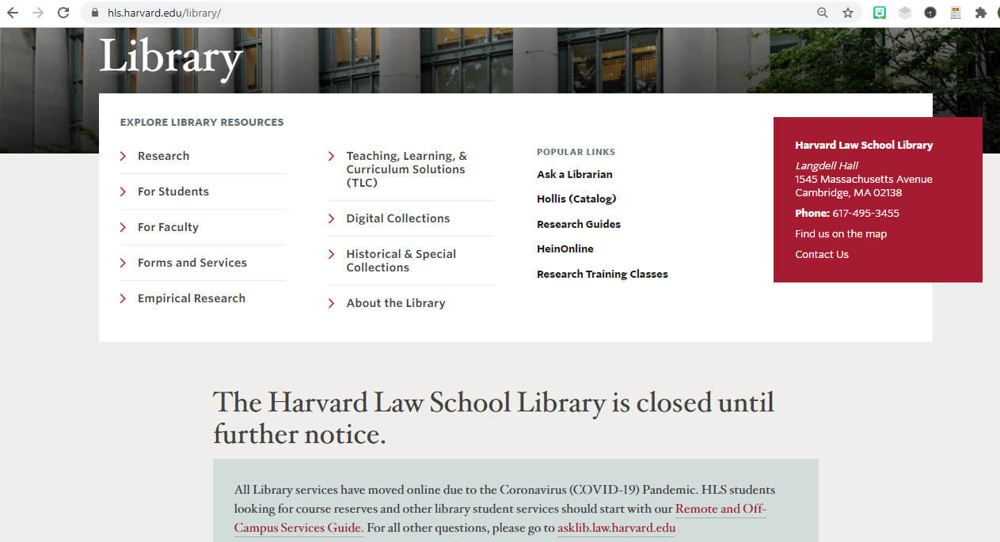 hls.harvard.edu/library/
Library
EXPLORE LIBRARY RESOURCES
Research
For Students
For Faculty
Forms and Services
Empirical Research
Teaching, Learning, &
Curriculum Solutions
(TLC)
Digital Collections
Historical & Special
Collections
About the Library
POPULAR LINKS
Ask a Librarian
Hollis (Catalog)
Research Guides
HeinOnline
Research Training Classes
Harvard Law School Library
Langdell Hall
1545 Massachusetts Avenue
Cambridge, MA 02138
Phone: 617-495-3455
Find us on the map
Contact Us
The Harvard Law School Library is closed until
further notice.
All Library services have moved online due to the Coronavirus (COVID-19) Pandemic. HLS students
looking for course reserves and other library student services should start with our Remote and Off-
Campus Services Guide. For all other questions, please go to asklib.law.harvard.edu